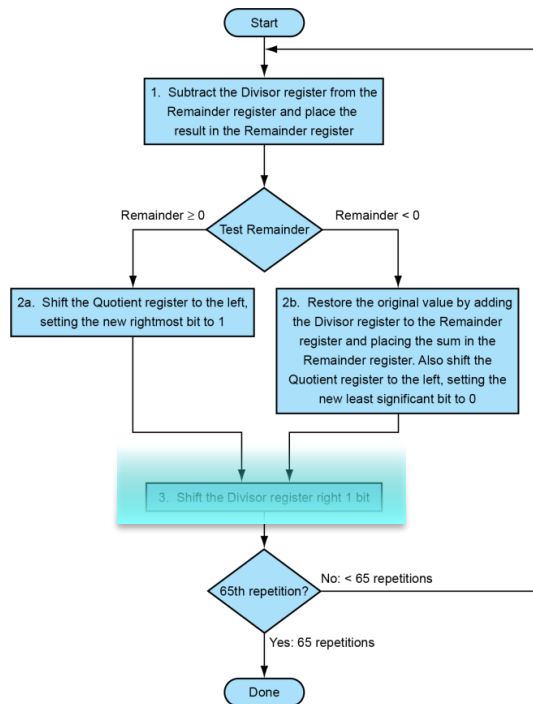 Start
1. Subtract the Divisor register from the
Remainder register and place the
result in the Remainder register
Remainder ≥ 0
Remainder < 0
Test Remainder
2a. Shift the Quotient register to the left,
setting the new rightmost bit to 1
2b. Restore the original value by adding
the Divisor register to the Remainder
register and placing the sum in the
Remainder register. Also shift the
Quotient register to the left, setting the
new least significant bit to 0
3. Shift the Divisor register right 1 bit
65th repetition?
No: < 65 repetitions
Yes: 65 repetitions
Done